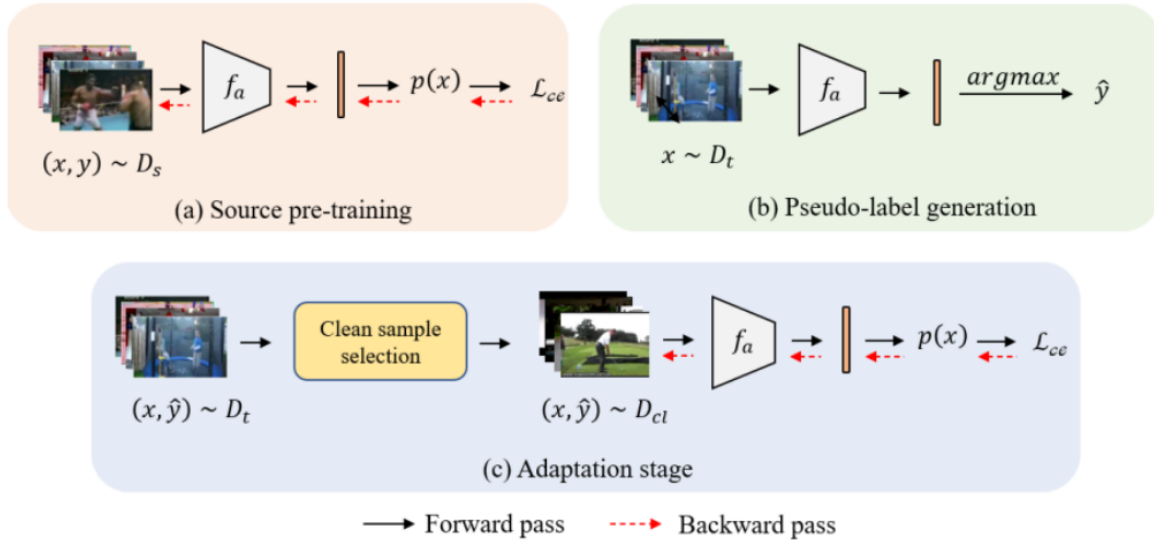 f_a
p(x)
ℒ_ce
(x, y) ~ D_s
(a) Source pre-training
f_a
argmax
ŷ
x ~ D_t
(b) Pseudo-label generation
Clean sample
selection
f_a
p(x)
ℒ_ce
(x, ŷ) ~ D_t
(x, ŷ) ~ D_cl
(c) Adaptation stage
Forward pass
Backward pass